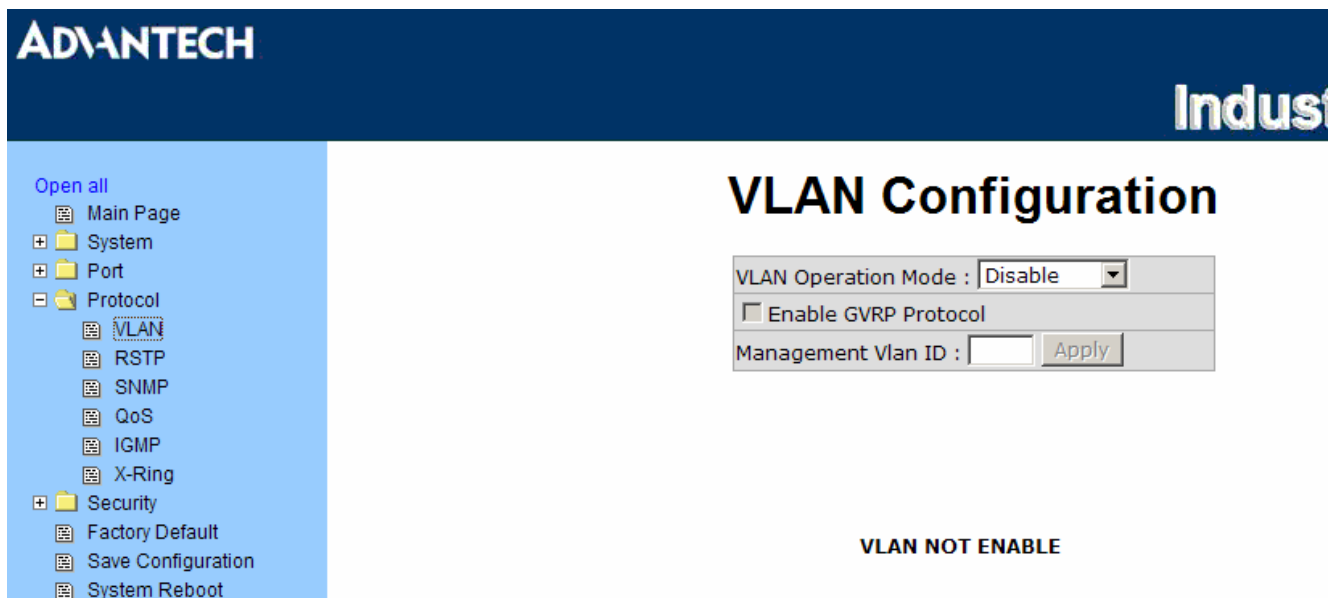 ADVANTECH
Open all
Main Page
System
Port
Protocol
VLAN
RSTP
SNMP
QoS
IGMP
X-Ring
Security
Factory Default
Save Configuration
System Reboot
Indust
VLAN Configuration
VLAN Operation Mode : Disable
Enable GVRP Protocol
Management Vlan ID : Apply
VLAN NOT ENABLE